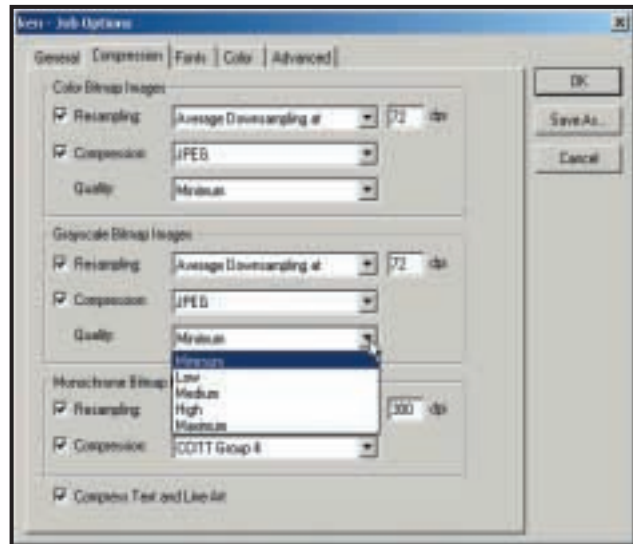 ken - Job Options
General Compression Fonts Color Advanced
OK
Save As...
Cancel
Color Bitmap Images
Resampling: Average Downsampling at 72 dpi
Compression: JPEG
Quality: Minimum
Grayscale Bitmap Images
Resampling: Average Downsampling at 72 dpi
Compression: JPEG
Quality: Minimum
Minimum
Low
Medium
High
Maximum
Monochrome Bitmap
Resampling: 300 dpi
Compression: CCITT Group 4
Compress Text and Line Art